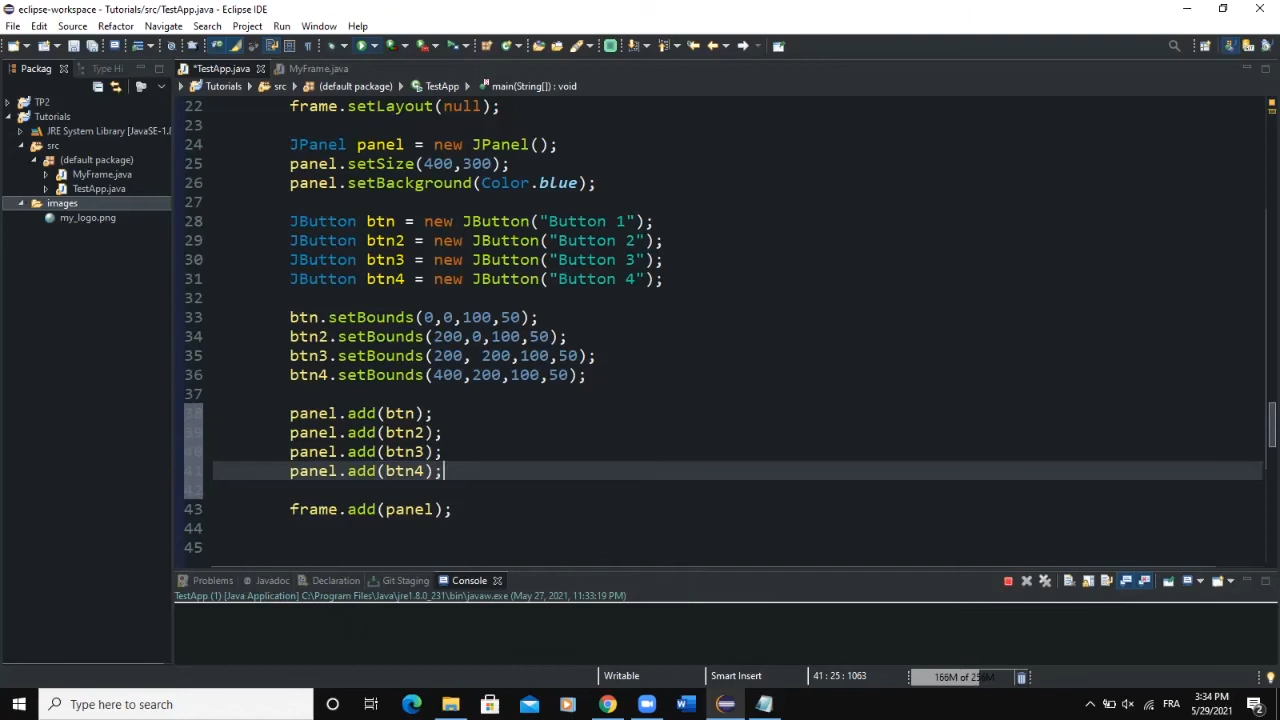 eclipse-workspace - Tutorials/src/TestApp.java - Eclipse IDE
File Edit Source Refactor Navigate Search Project Run Window Help
Packag Type Hi *TestApp.java MyFrame.java
Tutorials src (default package) TestApp main(String[]) : void
TP2
Tutorials
JRE System Library [JavaSE-1.8
src
(default package)
MyFrame.java
TestApp.java
images
my_logo.png
22 frame.setLayout(null);
23
24 JPanel panel = new JPanel();
25 panel.setSize(400,300);
26 panel.setBackground(Color.blue);
27
28 JButton btn = new JButton("Button 1");
29 JButton btn2 = new JButton("Button 2");
30 JButton btn3 = new JButton("Button 3");
31 JButton btn4 = new JButton("Button 4");
32
33 btn.setBounds(0,0,100,50);
34 btn2.setBounds(200,0,100,50);
35 btn3.setBounds(200, 200,100,50);
36 btn4.setBounds(400,200,100,50);
37
38 panel.add(btn);
39 panel.add(btn2);
40 panel.add(btn3);
41 panel.add(btn4);
42
43 frame.add(panel);
44
45
Problems Javadoc Declaration Git Staging Console
TestApp (1) [Java Application] C:\Program Files\Java\jre1.8.0_231\bin\javaw.exe (May 27, 2021, 11:33:19 PM)
Writable Smart Insert 41 : 25 : 1063 166M of 256M
Type here to search
FRA
3:34 PM
5/29/2021
2